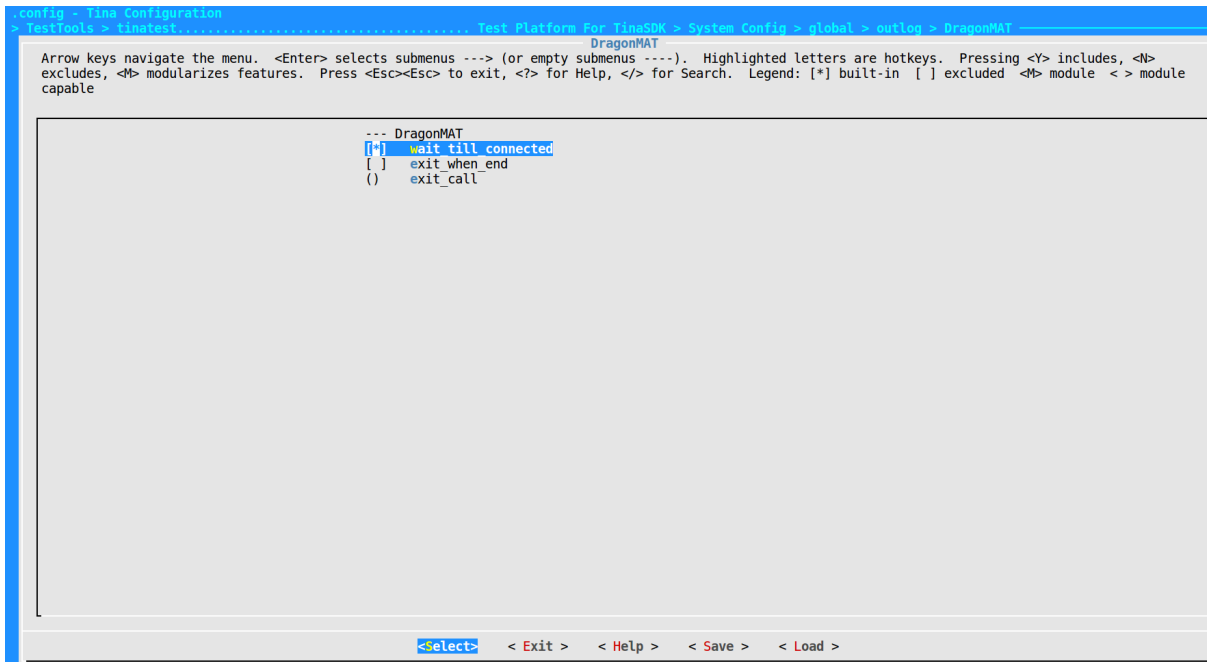 .config - Tina Configuration
> TestTools > tinatest....................................... Test Platform For TinaSDK > System Config > global > outlog > DragonMAT
DragonMAT
Arrow keys navigate the menu. <Enter> selects submenus ---> (or empty submenus ----). Highlighted letters are hotkeys. Pressing <Y> includes, <N>
excludes, <M> modularizes features. Press <Esc><Esc> to exit, <?> for Help, </> for Search. Legend: [*] built-in [ ] excluded <M> module < > module
capable
--- DragonMAT
[*] wait_till_connected
[ ] exit_when_end
() exit_call
<Select> < Exit > < Help > < Save > < Load >